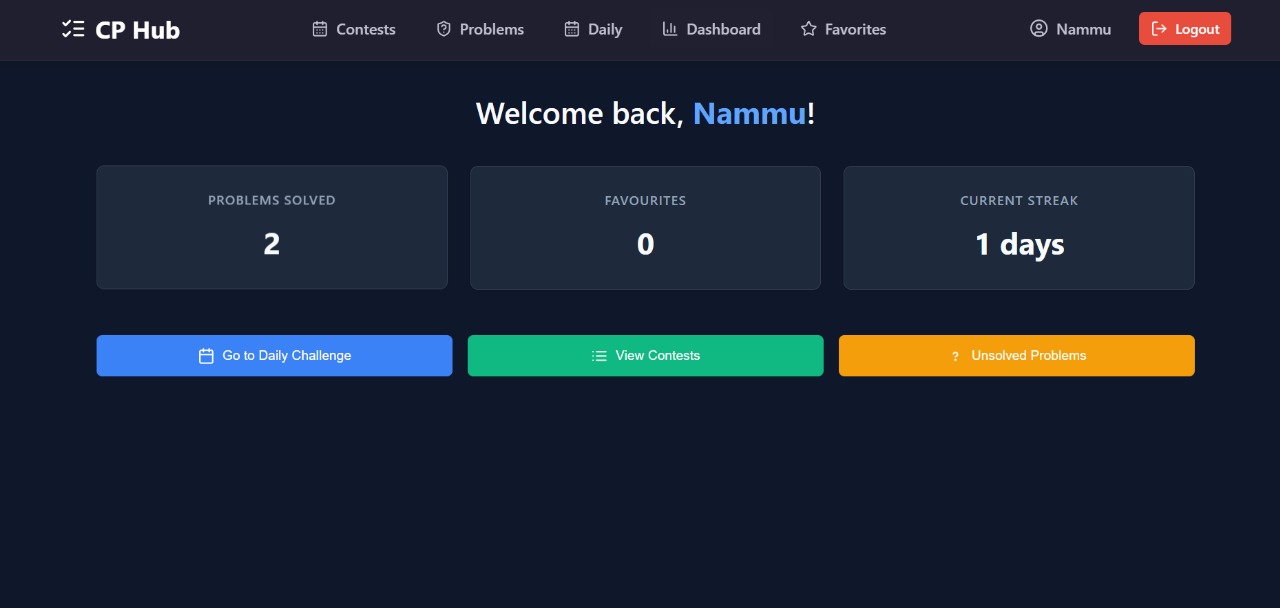 CP Hub Contests Problems Daily Dashboard Favorites Nammu Logout
Welcome back, Nammu!
PROBLEMS SOLVED FAVOURITES CURRENT STREAK
2 0 1 days
Go to Daily Challenge View Contests ? Unsolved Problems